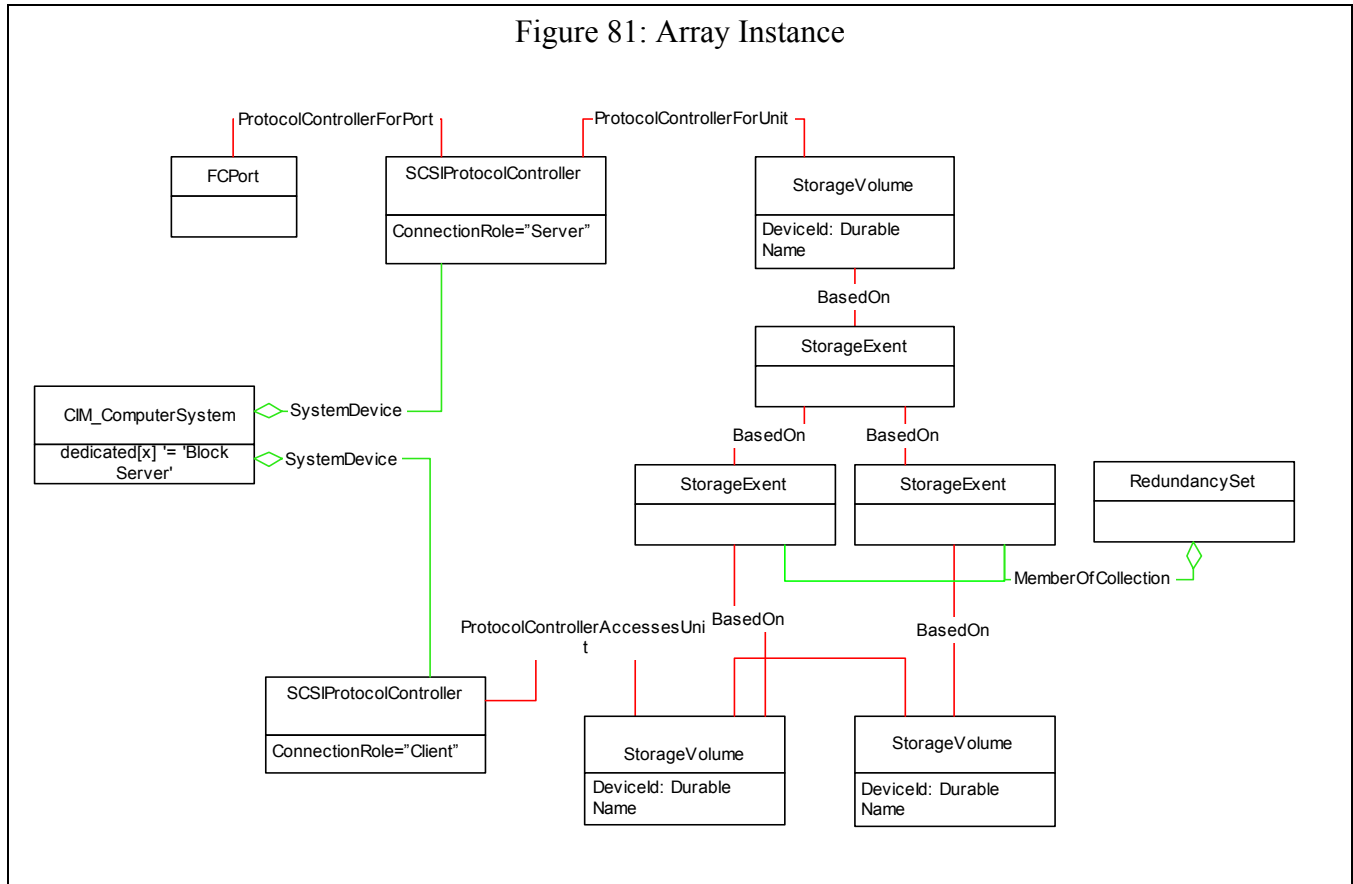 Figure 81: Array Instance
ProtocolControllerForPort
ProtocolControllerForUnit
FCPort
SCSIProtocolController
ConnectionRole=”Server”
StorageVolume
DeviceId: Durable
Name
BasedOn
StorageExent
CIM_ComputerSystem
dedicated[x] '= 'Block
Server'
SystemDevice
SystemDevice
BasedOn
BasedOn
StorageExent
StorageExent
RedundancySet
MemberOfCollection
ProtocolControllerAccessesUni
t
BasedOn
BasedOn
SCSIProtocolController
ConnectionRole=”Client”
StorageVolume
DeviceId: Durable
Name
StorageVolume
DeviceId: Durable
Name